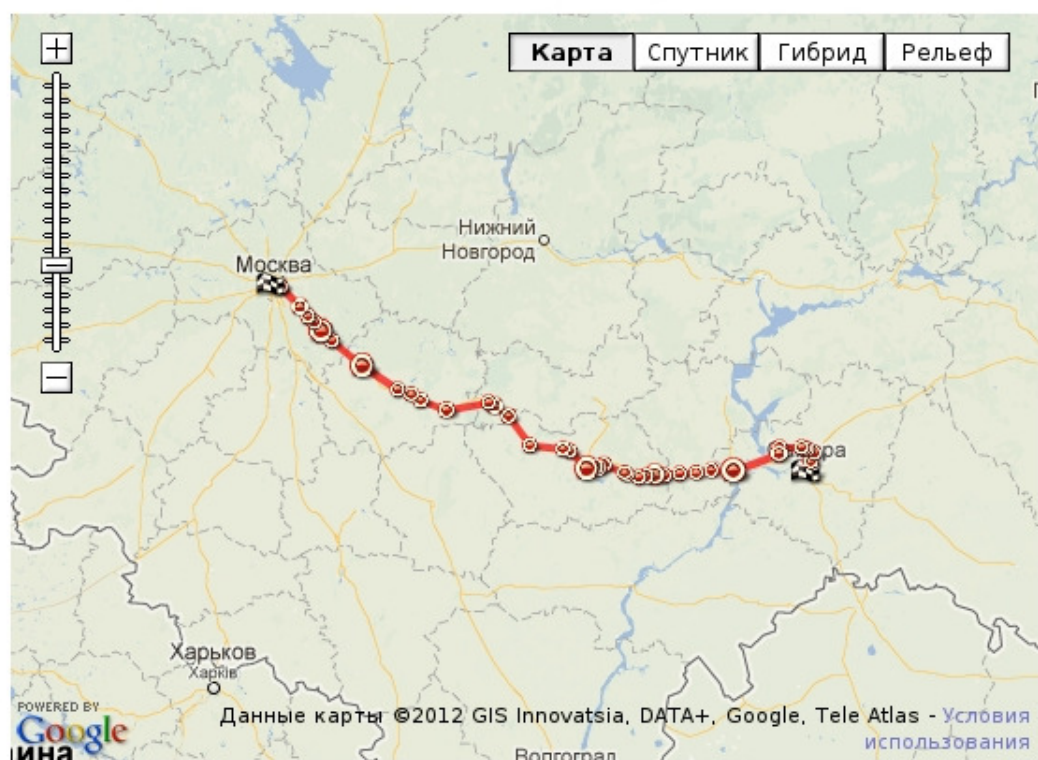 Карта Спутник Гибрид Рельеф
Нижний
Новгород
Москва
Харьков
Харків
POWERED BY
Google
Данные карты ©2012 GIS Innovatsia, DATA+, Google, Tele Atlas - Условия
использования
ина
Волгоград